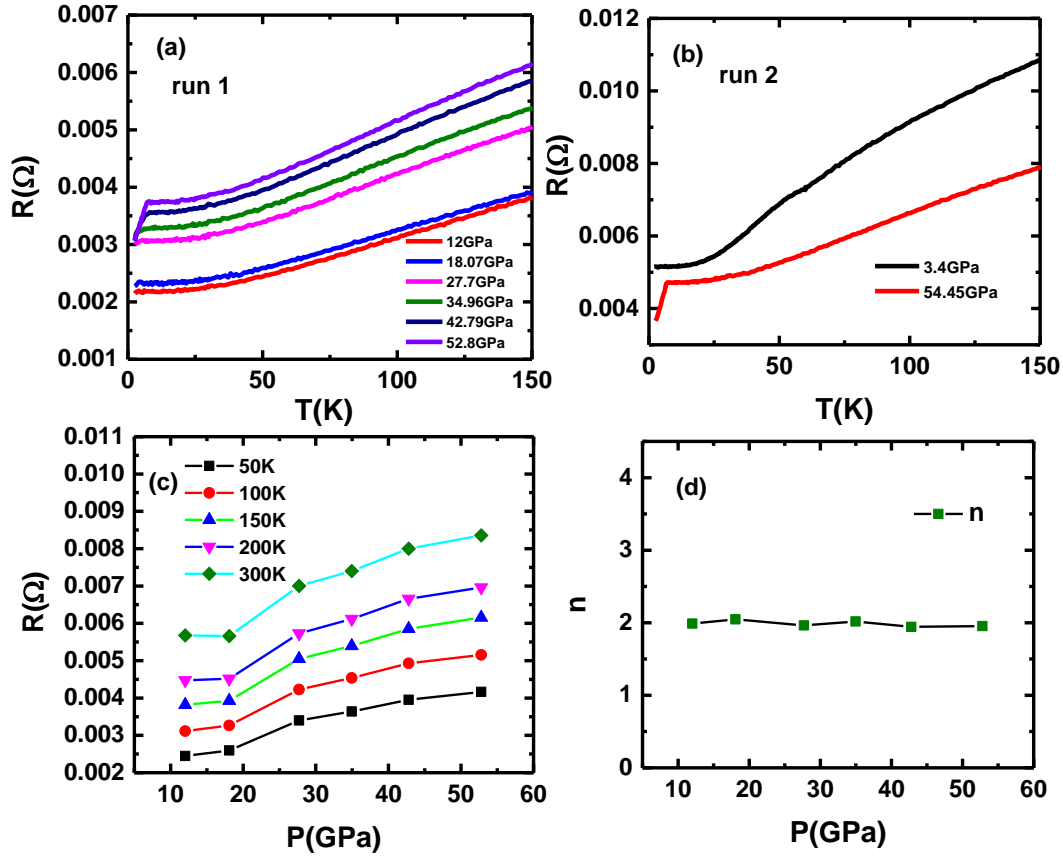 (a)
run 1
R(Ω)
0.007
0.006
0.005
0.004
0.003
0.002
0.001
0
50
100
150
T(K)
12GPa
18.07GPa
27.7GPa
34.96GPa
42.79GPa
52.8GPa
(b)
run 2
R(Ω)
0.012
0.010
0.008
0.006
0.004
0
50
100
150
T(K)
3.4GPa
54.45GPa
(c)
R(Ω)
0.011
0.010
0.009
0.008
0.007
0.006
0.005
0.004
0.003
0.002
10
20
30
40
50
60
P(GPa)
50K
100K
150K
200K
300K
(d)
n
n
4
3
2
1
0
10
20
30
40
50
60
P(GPa)